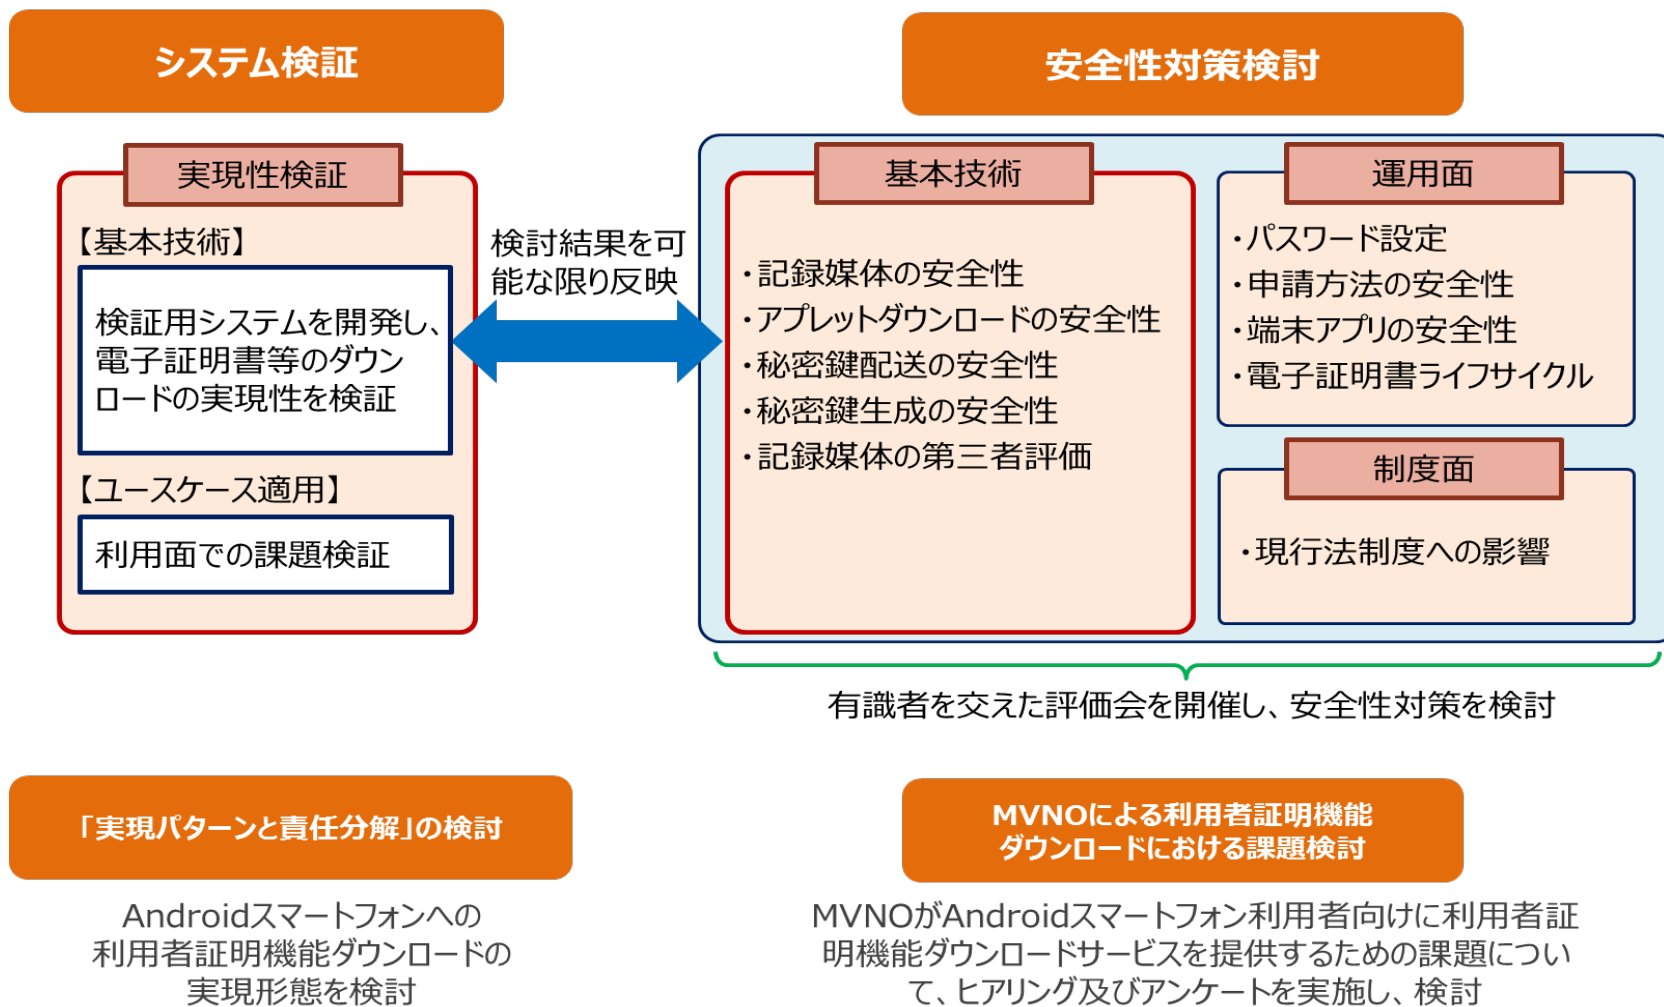 システム検証
実現性検証
【基本技術】
検証用システムを開発し、
電子証明書等のダウン
ロードの実現性を検証
【ユースケース適用】
利用面での課題検証
検討結果を可
能な限り反映
安全性対策検討
基本技術
・記録媒体の安全性
・アプレットダウンロードの安全性
・秘密鍵配送の安全性
・秘密鍵生成の安全性
・記録媒体の第三者評価
運用面
・パスワード設定
・申請方法の安全性
・端末アプリの安全性
・電子証明書ライフサイクル
制度面
・現行法制度への影響
有識者を交えた評価会を開催し、安全性対策を検討
「実現パターンと責任分解」の検討
Androidスマートフォンへの
利用者証明機能ダウンロードの
実現形態を検討
MVNOによる利用者証明機能
ダウンロードにおける課題検討
MVNOがAndroidスマートフォン利用者向けに利用者証
明機能ダウンロードサービスを提供するための課題につい
て、ヒアリング及びアンケートを実施し、検討